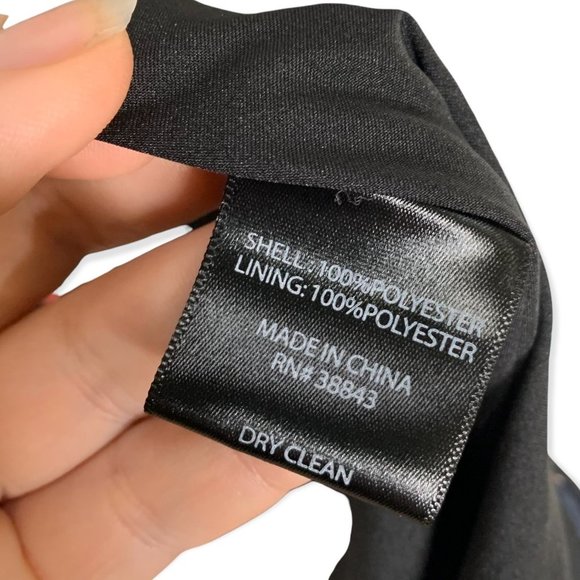 SHELL: 100%POLYESTER
LINING: 100%POLYESTER
MADE IN CHINA
RN# 38843
DRY CLEAN